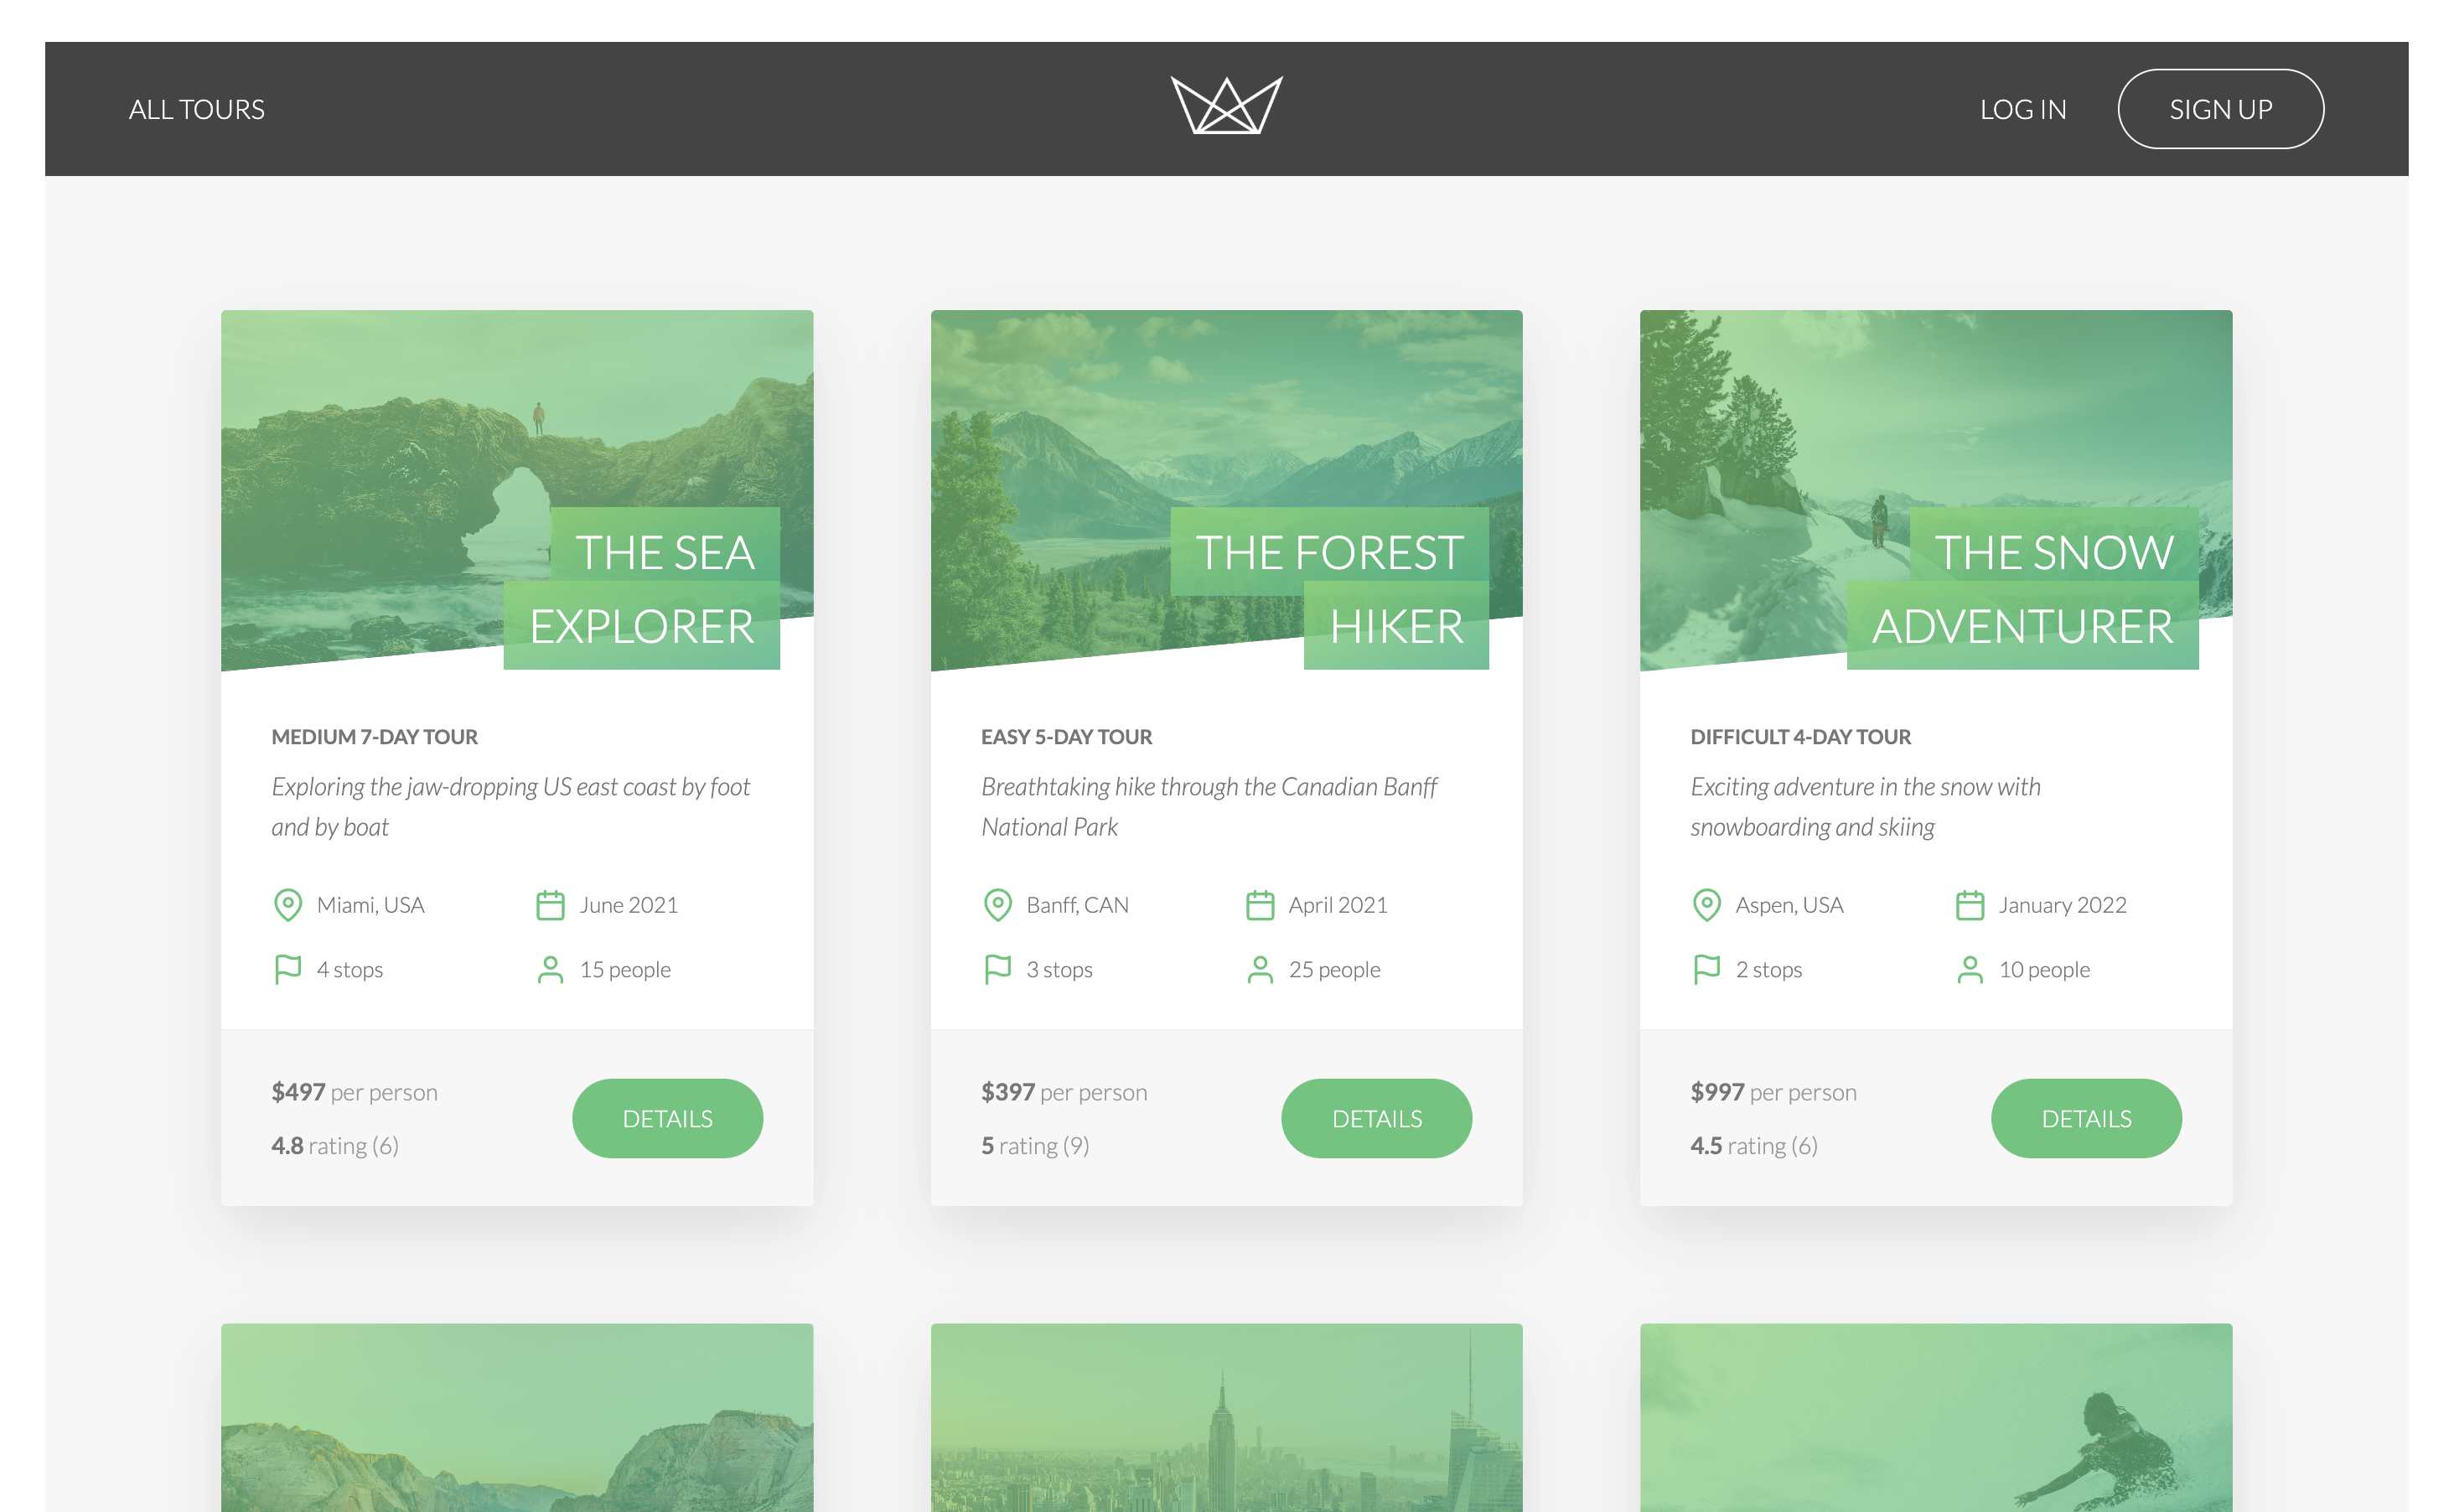 ALL TOURS
LOG IN
SIGN UP
THE SEA
EXPLORER
MEDIUM 7-DAY TOUR
Exploring the jaw-dropping US east coast by foot
and by boat
Miami, USA
June 2021
4 stops
15 people
$497 per person
4.8 rating (6)
DETAILS
THE FOREST
HIKER
EASY 5-DAY TOUR
Breathtaking hike through the Canadian Banff
National Park
Banff, CAN
April 2021
3 stops
25 people
$397 per person
5 rating (9)
DETAILS
THE SNOW
ADVENTURER
DIFFICULT 4-DAY TOUR
Exciting adventure in the snow with
snowboarding and skiing
Aspen, USA
January 2022
2 stops
10 people
$997 per person
4.5 rating (6)
DETAILS